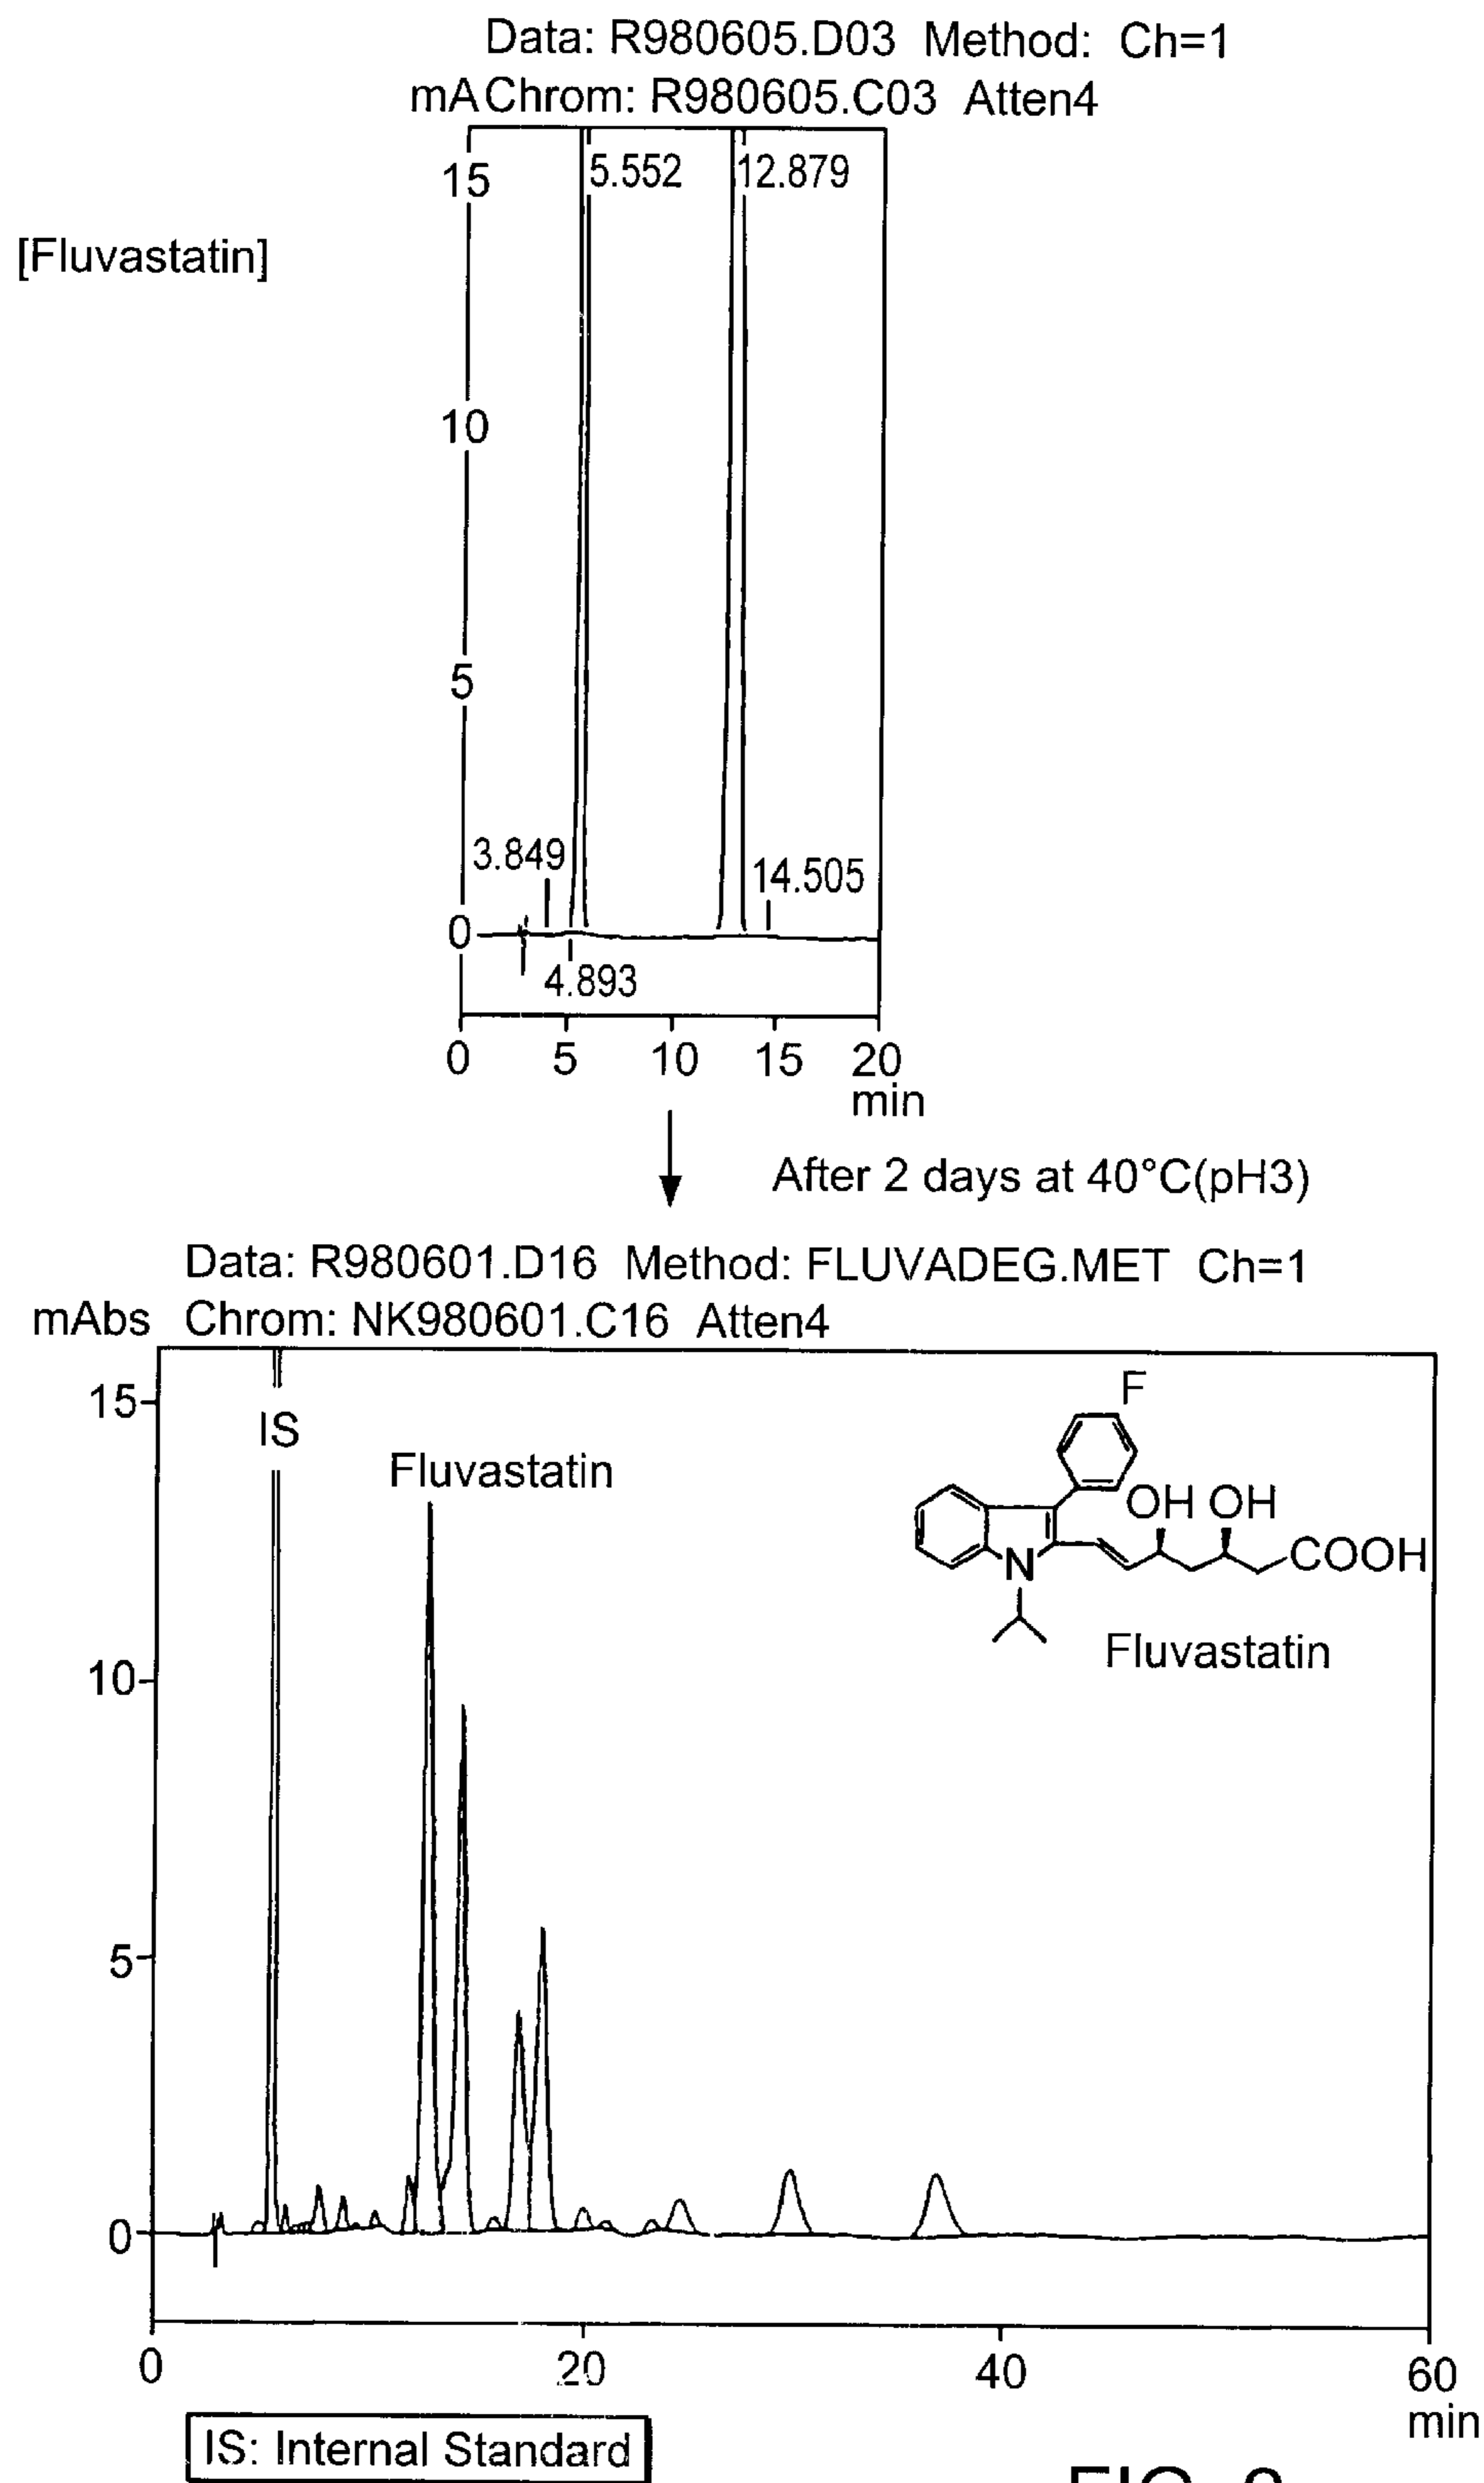 Data: R980605.D03 Method: Ch=1
mAChrom: R980605.C03 Atten4
15
5.552
12.879
[Fluvastatin]
10
5
3.849
14.505
0
4.893
0 5 10 15 20
min
After 2 days at 40°C(pH3)
Data: R980601.D16 Method: FLUVADEG.MET Ch=1
mAbs Chrom: NK980601.C16 Atten4
15
IS
Fluvastatin
F
OH OH
COOH
N
Fluvastatin
10
5
0
0 20 40 60
min
IS: Internal Standard